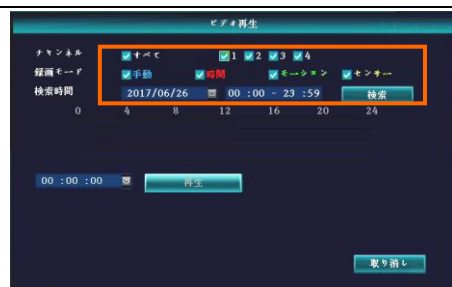 ビデオ再生
チャンネル すべて 1 2 3 4
録画モード 手動 時間 モーション センサー
検索時間 2017/06/26 00 :00 - 23 :59 検索
0 4 8 12 16 20 24
00 :00 :00 再生
取り消し